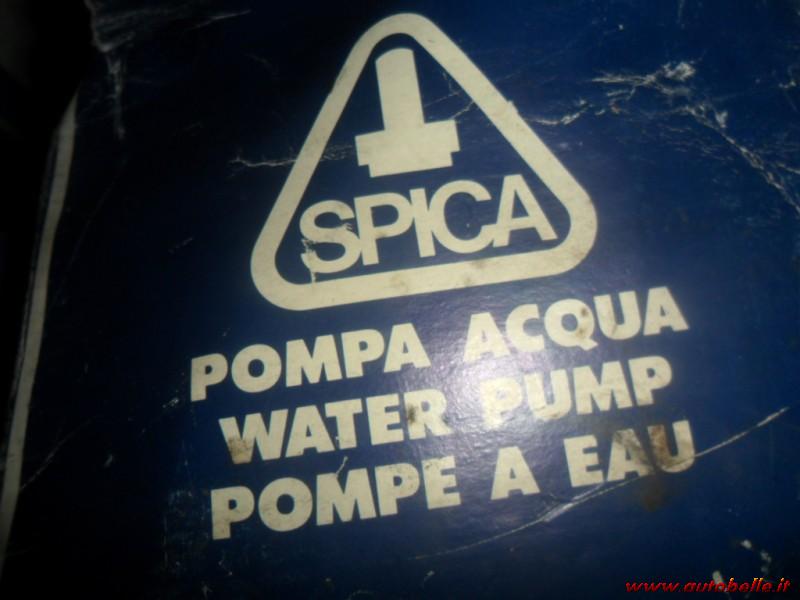 SPICA
POMPA ACQUA
WATER PUMP
POMPE A EAU
www.autobelle.it